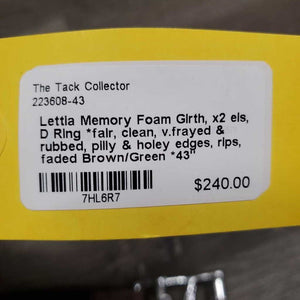 The Tack Collector
223608-43
Lettia Memory Foam Girth, x2 els,
D Ring *fair, clean, v.frayed &
rubbed, pilly & holey edges, rips,
faded Brown/Green *43"
7HL6R7
$240.00